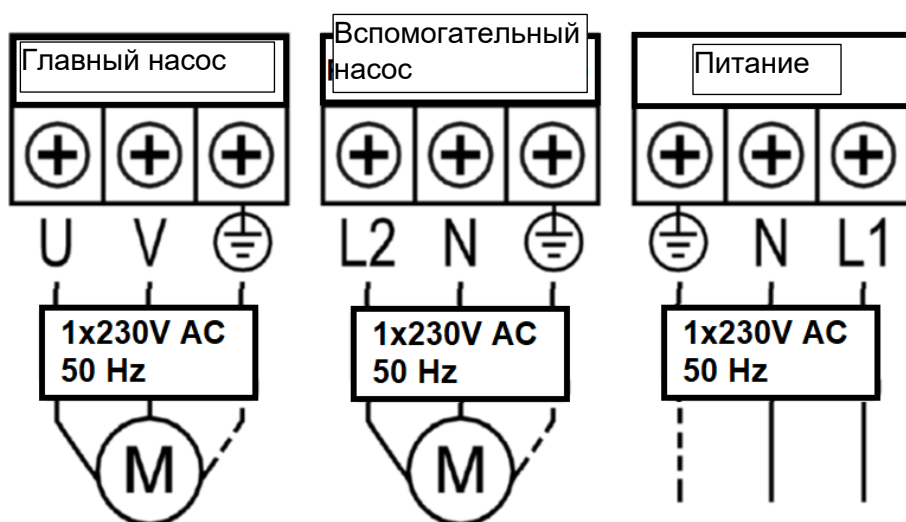 Главный насос
Вспомогательный
насос
Питание
U V L2 N N L1
1x230V AC
50 Hz
1x230V AC
50 Hz
1x230V AC
50 Hz
M M